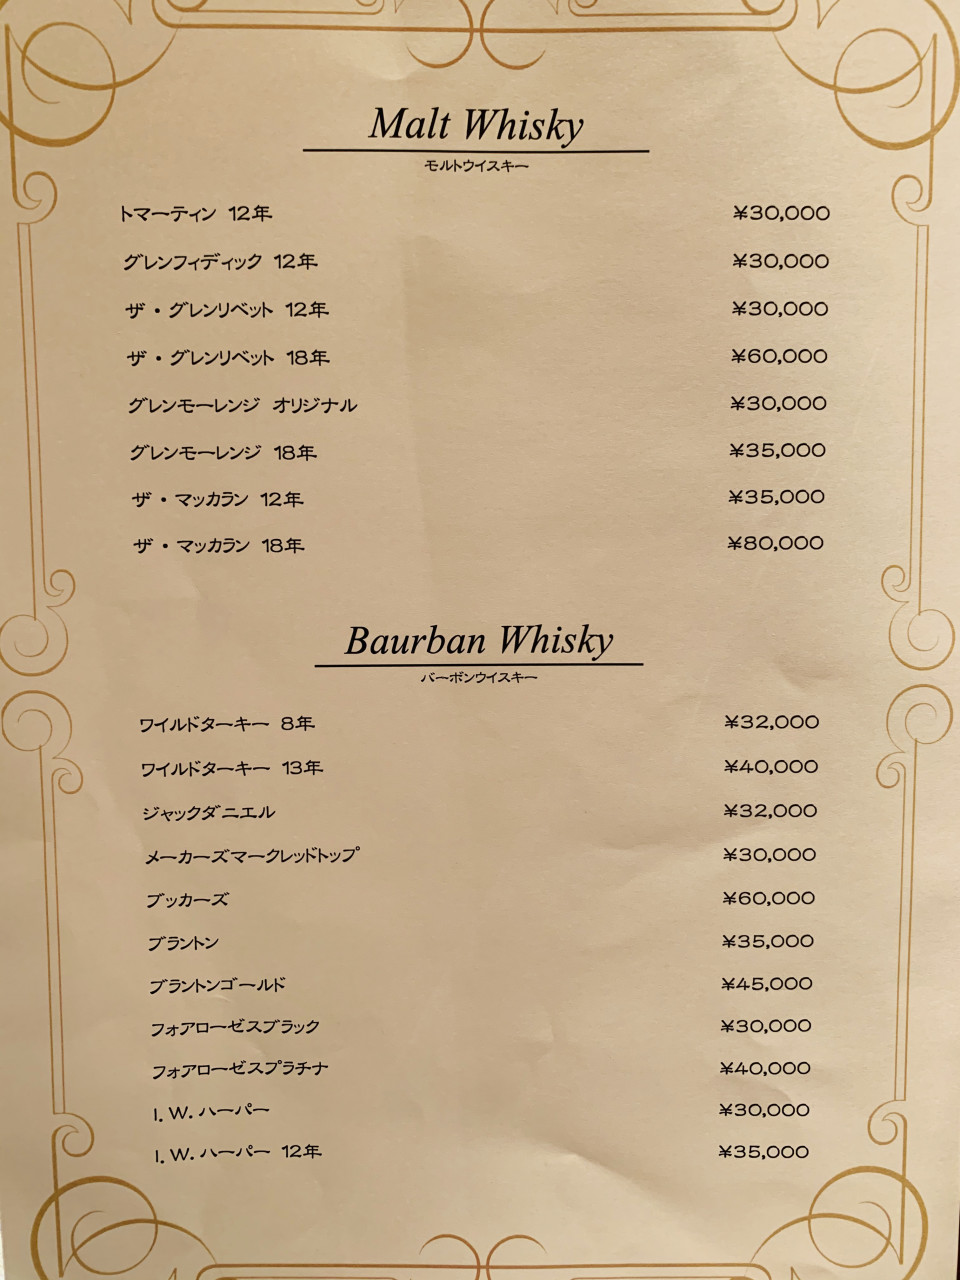 Malt Whisky
モルトウイスキー
トマーティン 12年 ¥30,000
グレンフィディック 12年 ¥30,000
ザ・グレンリベット 12年 ¥30,000
ザ・グレンリベット 18年 ¥60,000
グレンモーレンジ オリジナル ¥30,000
グレンモーレンジ 18年 ¥35,000
ザ・マッカラン 12年 ¥35,000
ザ・マッカラン 18年 ¥80,000
Baurban Whisky
バーボンウイスキー
ワイルドターキー 8年 ¥32,000
ワイルドターキー 13年 ¥40,000
ジャックダニエル ¥32,000
メーカーズマークレッドトップ ¥30,000
ブッカーズ ¥60,000
ブラントン ¥35,000
ブラントンゴールド ¥45,000
フォアローゼスブラック ¥30,000
フォアローゼスプラチナ ¥40,000
I.W.ハーパー ¥30,000
I.W.ハーパー 12年 ¥35,000